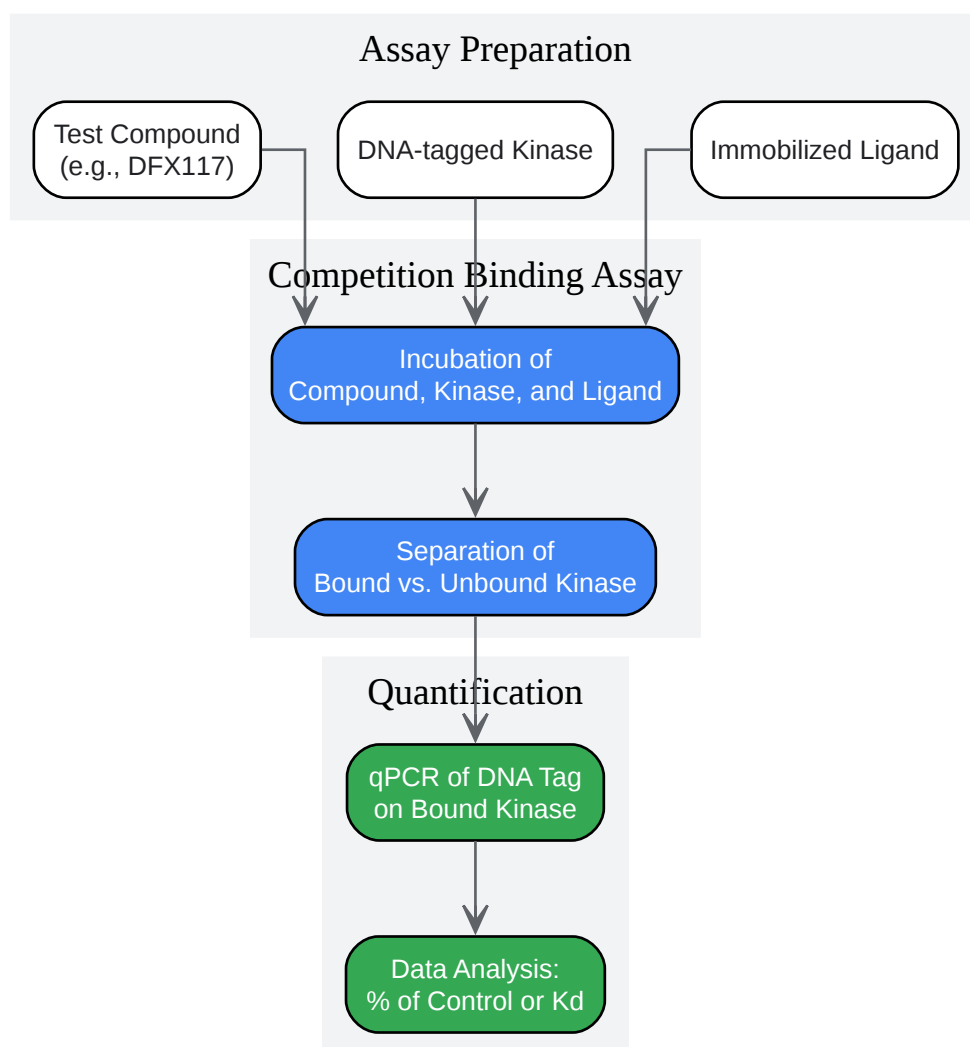 Assay Preparation
Test Compound
(e.g., DFX117)
DNA-tagged Kinase
Immobilized Ligand
Competition Binding Assay
Incubation of
Compound, Kinase, and Ligand
Separation of
Bound vs. Unbound Kinase
Quantification
qPCR of DNA Tag
on Bound Kinase
Data Analysis:
% of Control or Kd